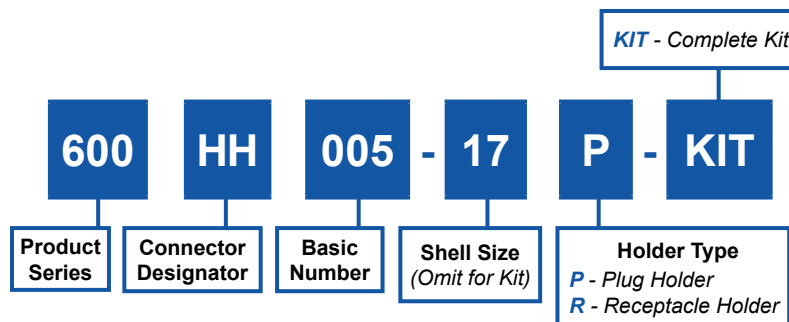 KIT - Complete Kit
600 HH 005 - 17 P - KIT
Product
Series
Connector
Designator
Basic
Number
Shell Size
(Omit for Kit)
Holder Type
P - Plug Holder
R - Receptacle Holder